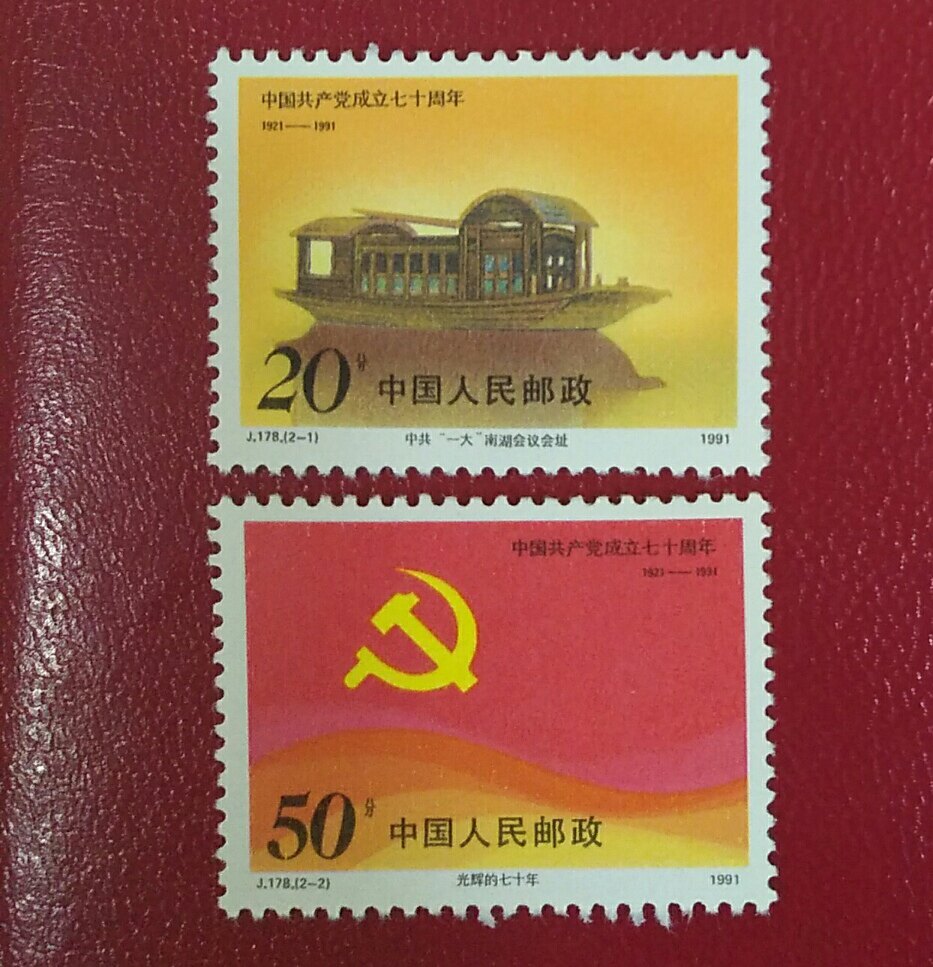 中国共产党成立七十周年
1921——1991
20分 中国人民邮政
J.178.(2-1) 中共“一大”南湖会议会址 1991
中国共产党成立七十周年
1921——1991
50分 中国人民邮政
J.178.(2-2) 光辉的七十年 1991